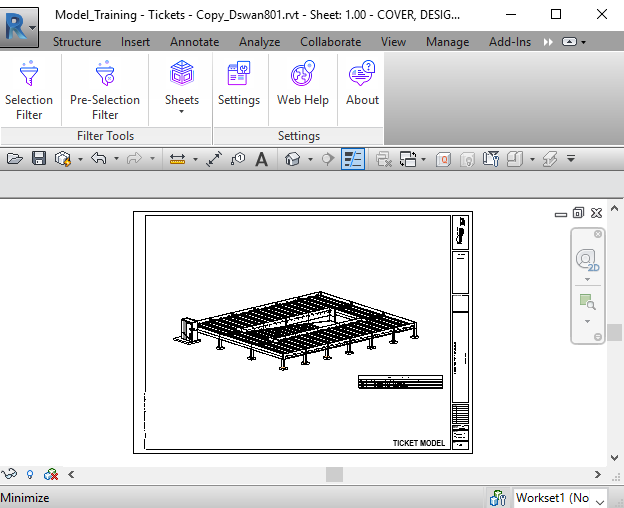 Model_Training - Tickets - Copy_Dswan801.rvt - Sheet: 1.00 - COVER, DESIG...
R
Structure Insert Annotate Analyze Collaborate View Manage Add-Ins
Selection Filter
Pre-Selection Filter
Sheets
Settings
Web Help
About
Filter Tools
Settings
A
2D
TICKET MODEL
Minimize
Workset1 (No